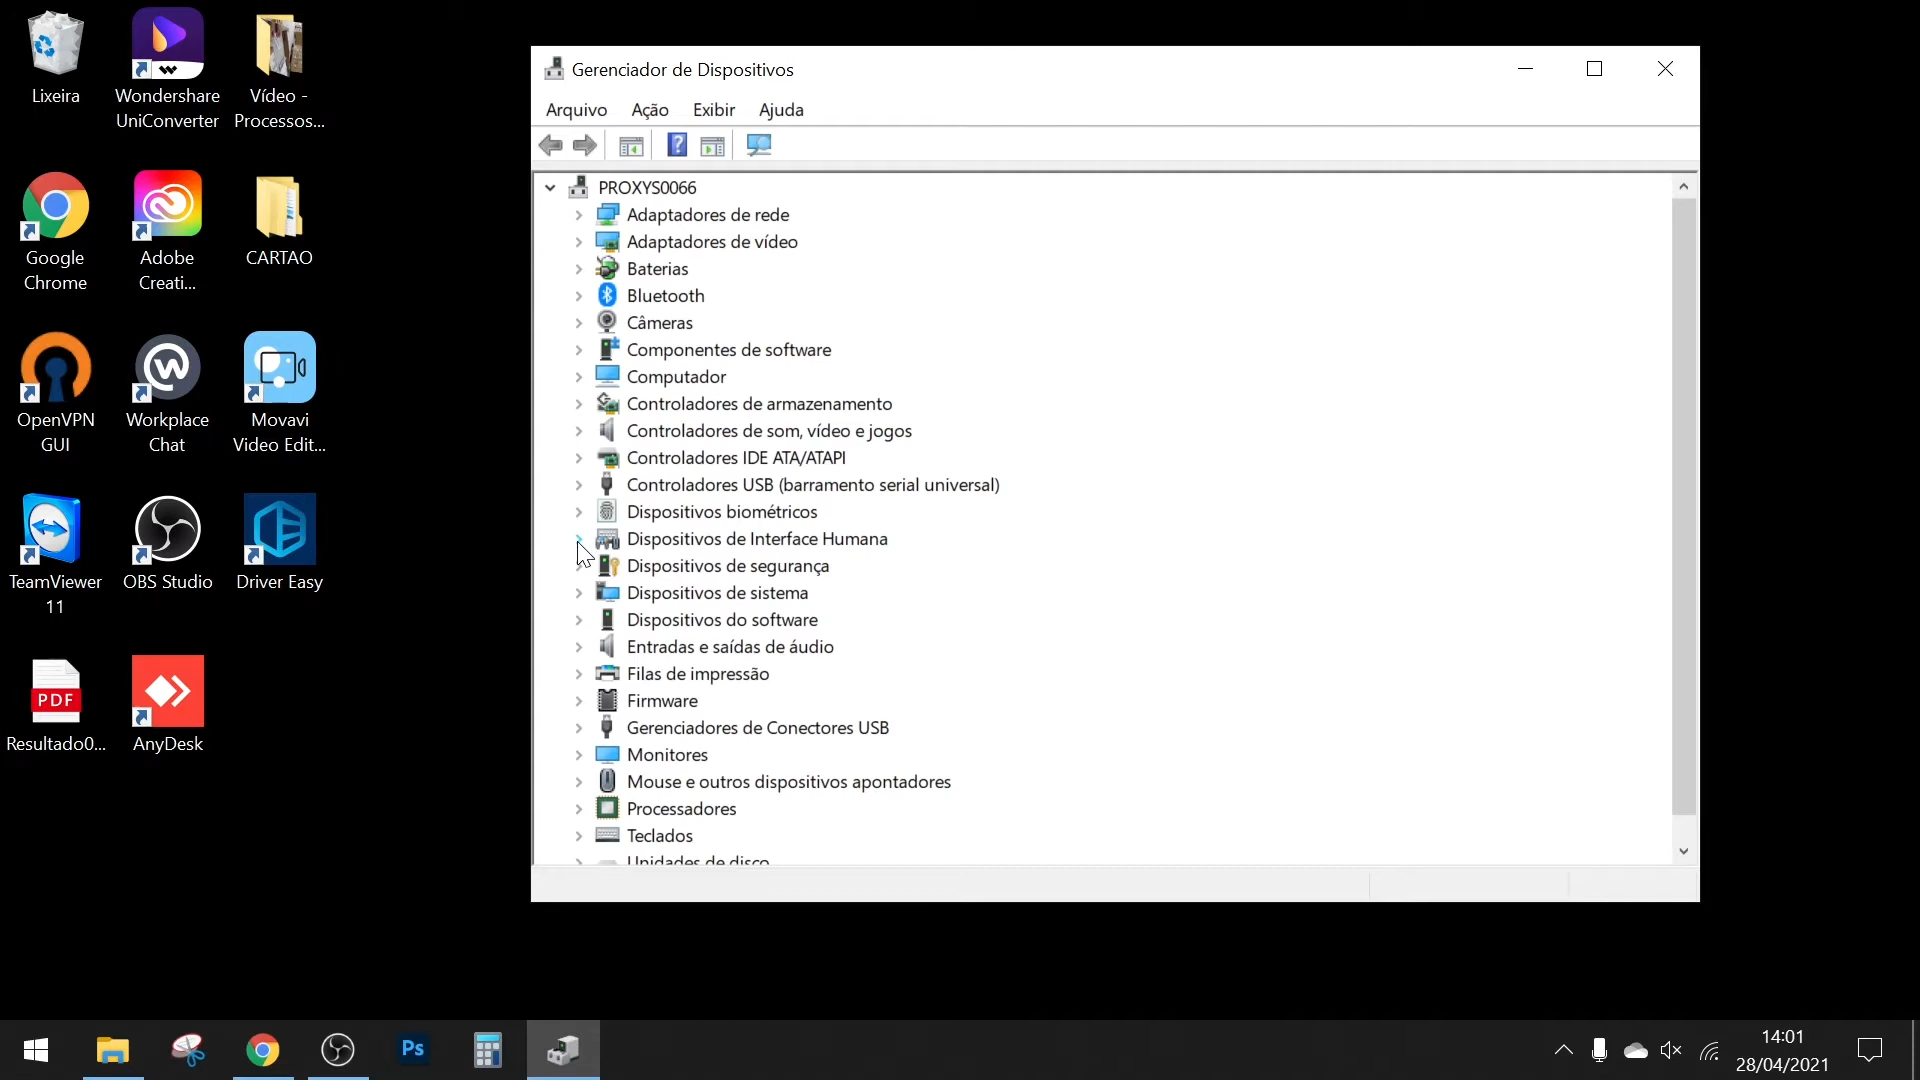 Lixeira
Wondershare
UniConverter
Vídeo -
Processos...
Google
Chrome
Adobe
Creati...
CARTAO
OpenVPN
GUI
Workplace
Chat
Movavi
Video Edit...
TeamViewer
11
OBS Studio
Driver Easy
PDF
Resultado0...
AnyDesk
Gerenciador de Dispositivos
Arquivo Ação Exibir Ajuda
PROXYS0066
Adaptadores de rede
Adaptadores de vídeo
Baterias
Bluetooth
Câmeras
Componentes de software
Computador
Controladores de armazenamento
Controladores de som, vídeo e jogos
Controladores IDE ATA/ATAPI
Controladores USB (barramento serial universal)
Dispositivos biométricos
Dispositivos de Interface Humana
Dispositivos de segurança
Dispositivos de sistema
Dispositivos do software
Entradas e saídas de áudio
Filas de impressão
Firmware
Gerenciadores de Conectores USB
Monitores
Mouse e outros dispositivos apontadores
Processadores
Teclados
Unidades de disco
Ps
14:01
28/04/2021